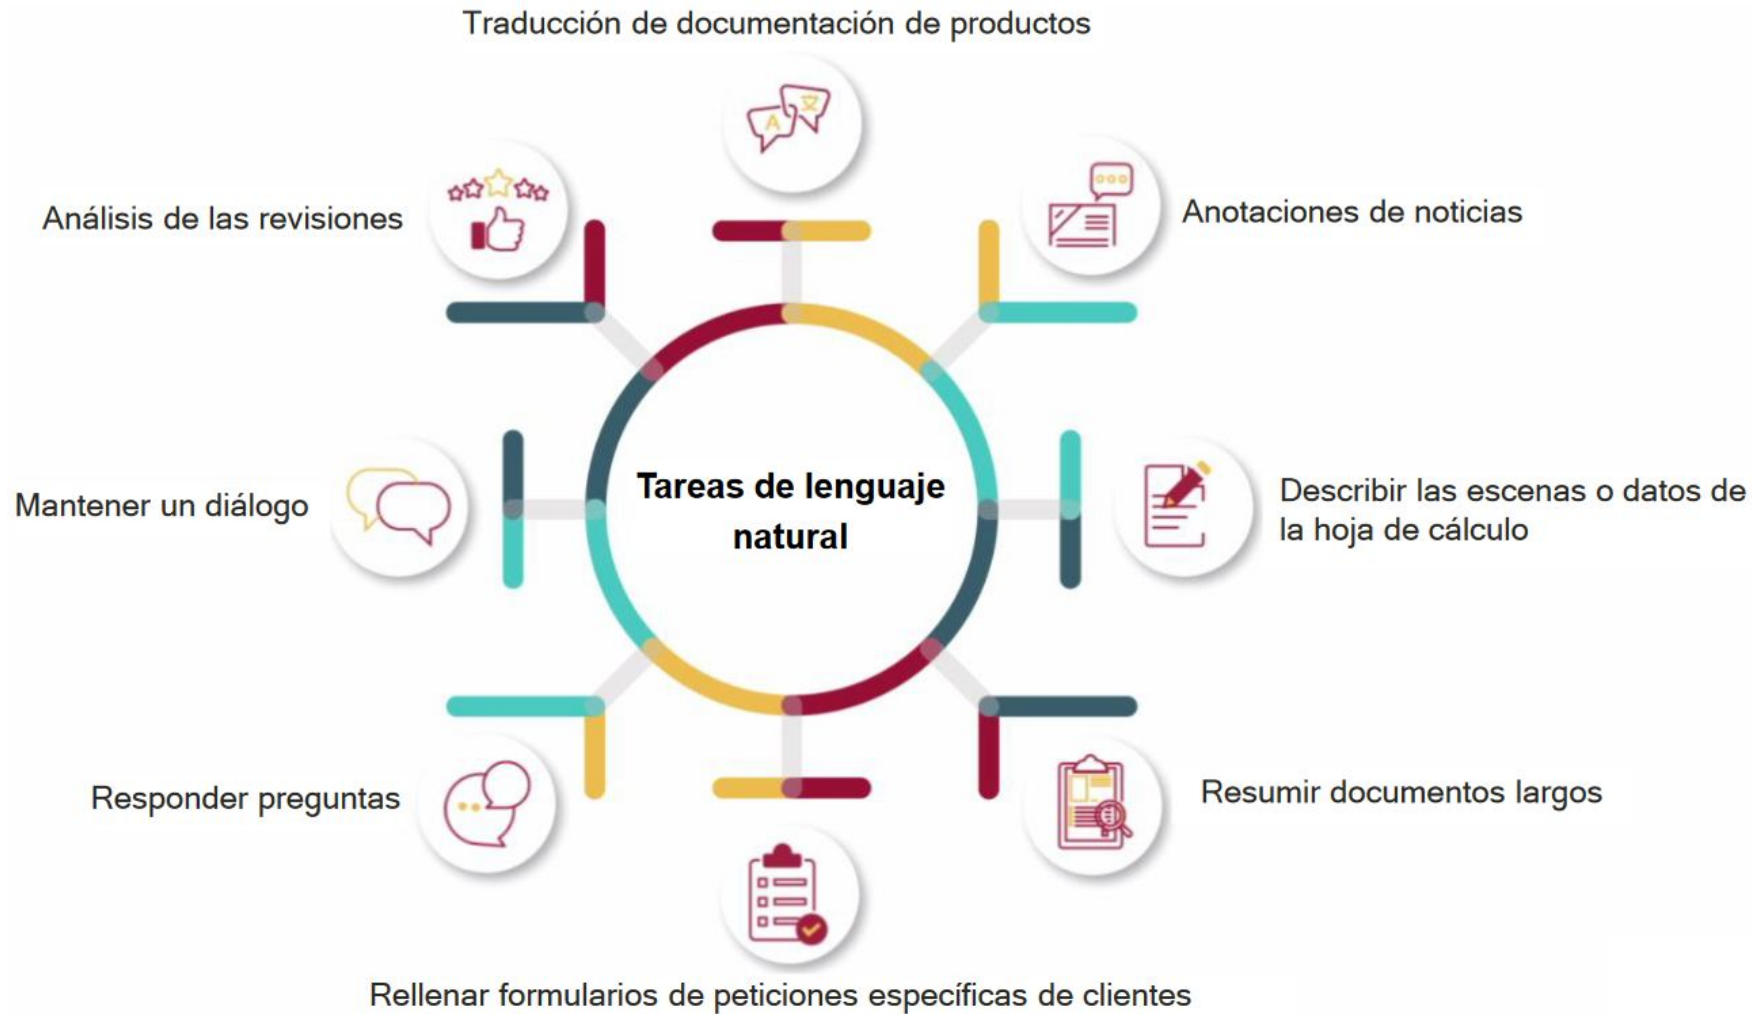 Traducción de documentación de productos
Análisis de las revisiones
Anotaciones de noticias
Mantener un diálogo
Tareas de lenguaje
natural
Describir las escenas o datos de
la hoja de cálculo
Responder preguntas
Resumir documentos largos
Rellenar formularios de peticiones específicas de clientes
A
文